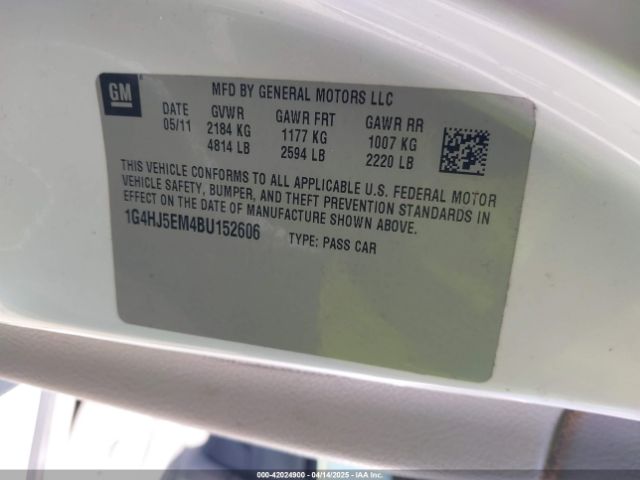 GM
MFD BY GENERAL MOTORS LLC
DATE GVWR GAWR FRT GAWR RR
05/11 2184 KG 1177 KG 1007 KG
4814 LB 2594 LB 2220 LB
THIS VEHICLE CONFORMS TO ALL APPLICABLE U.S. FEDERAL MOTOR
VEHICLE SAFETY, BUMPER, AND THEFT PREVENTION STANDARDS IN
EFFECT ON THE DATE OF MANUFACTURE SHOWN ABOVE.
1G4HJ5EM4BU152606 TYPE: PASS CAR
000-42024900 - 04/14/2025 - IAA, Inc.